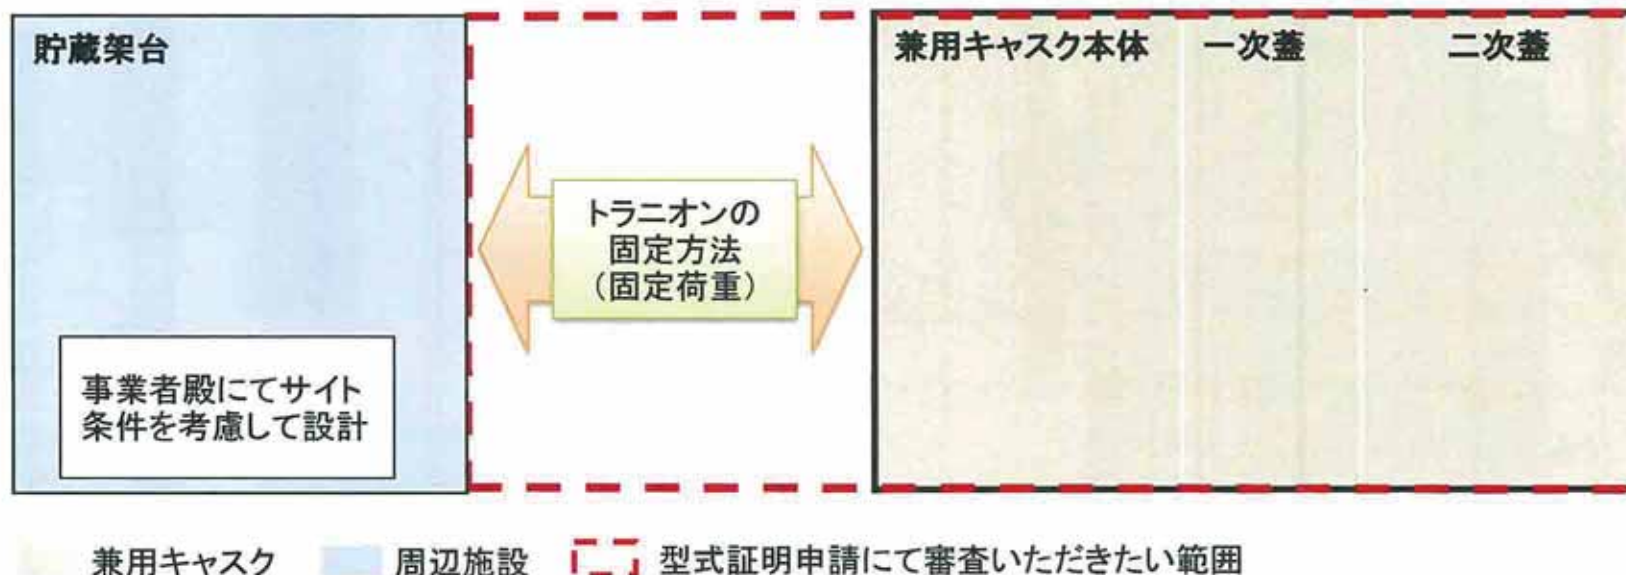 貯蔵架台
兼用キャスク本体
一次蓋
二次蓋
トラニオンの
固定方法
（固定荷重）
事業者殿にてサイト
条件を考慮して設計
兼用キャスク
周辺施設
型式証明申請にて審査いただきたい範囲